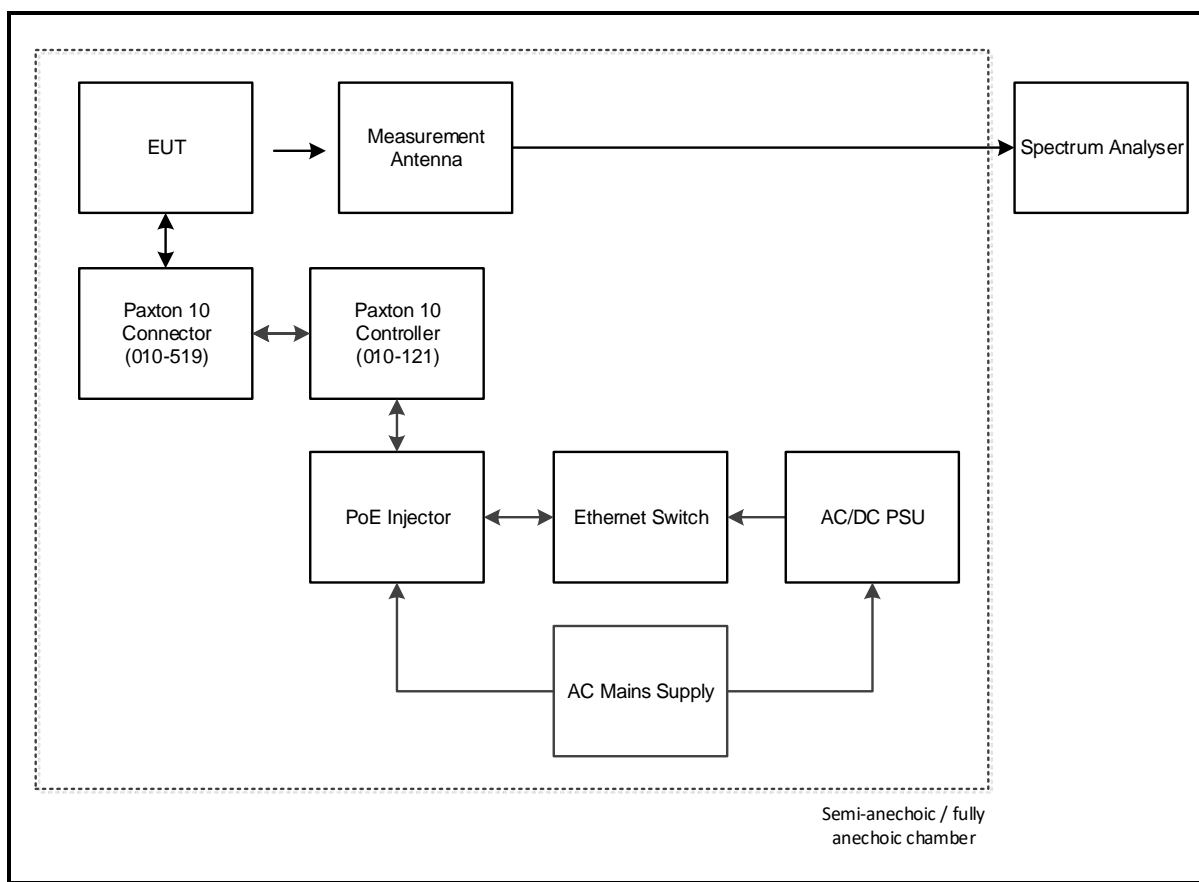 EUT
Measurement
Antenna
Spectrum Analyser
Paxton 10
Connector
(010-519)
Paxton 10
Controller
(010-121)
PoE Injector
Ethernet Switch
AC/DC PSU
AC Mains Supply
Semi-anechoic / fully
anechoic chamber